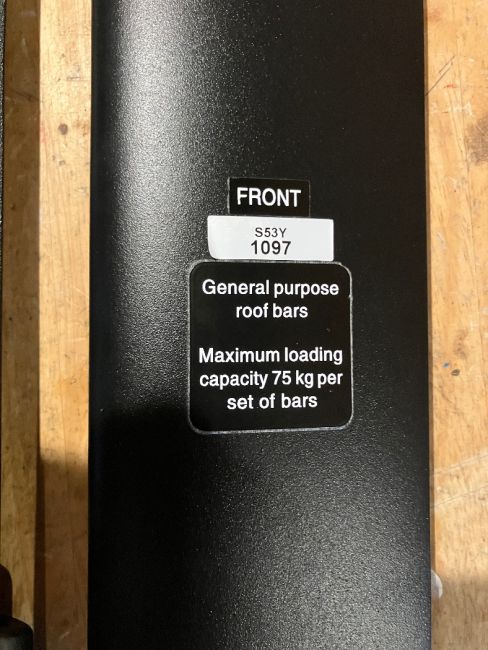 FRONT
S53Y
1097
General purpose
roof bars
Maximum loading
capacity 75 kg per
set of bars